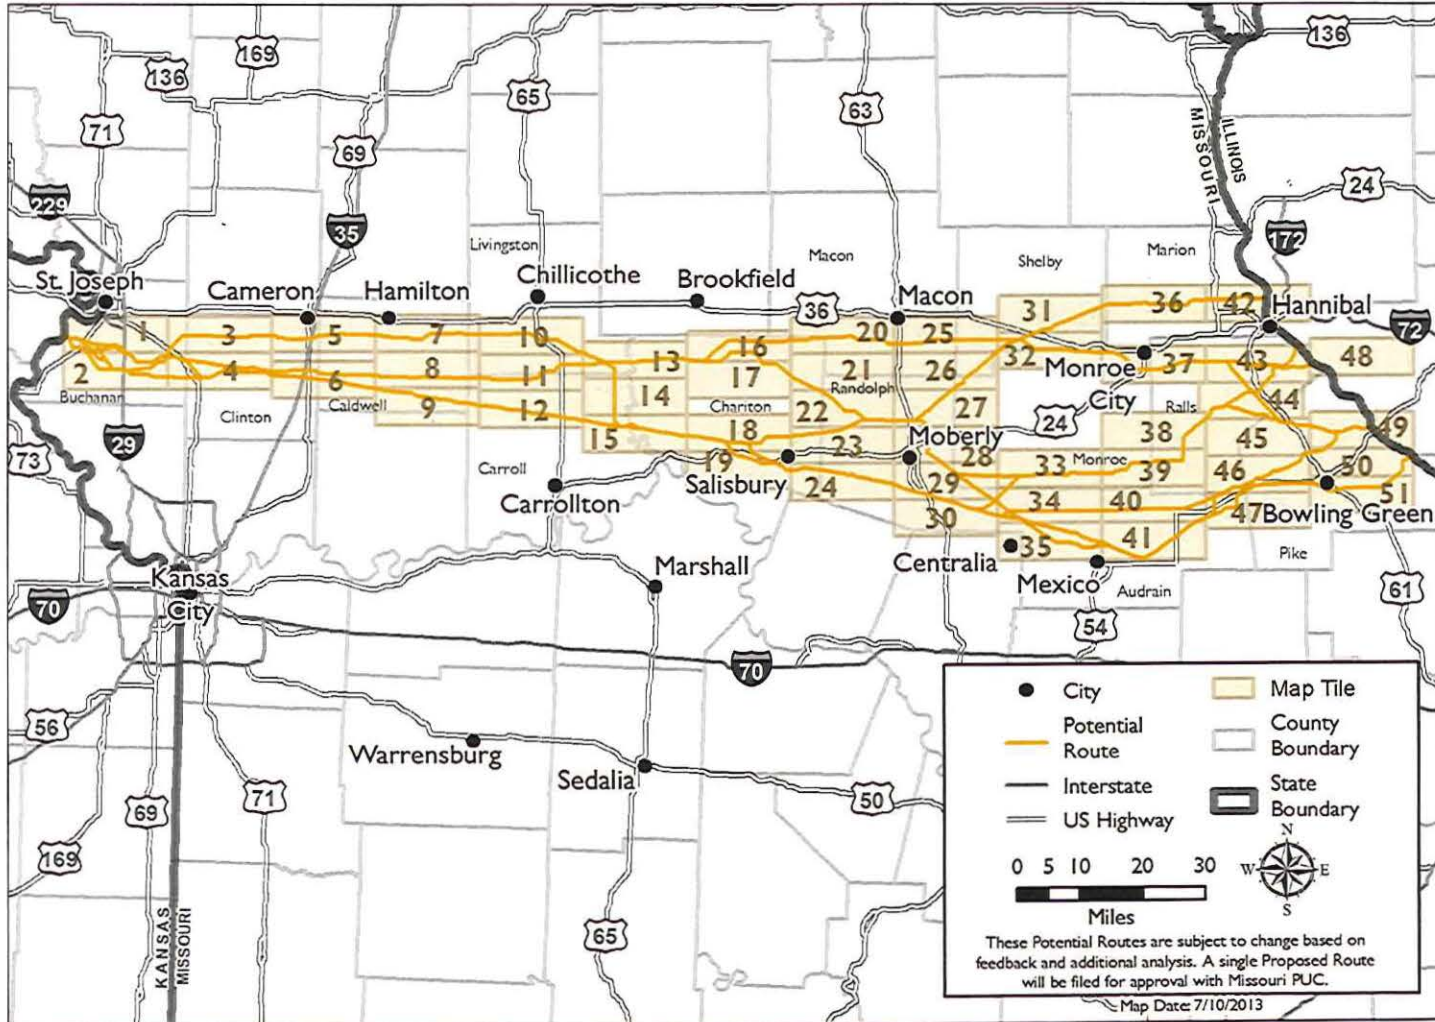 136
169
136
71
65
63
69
ILLINOIS
MISSOURI
136
229
24
35
172
Livingston
Macon
Shelby
Marion
St. Joseph
Cameron
Hamilton
Chillicothe
Brookfield
36
Macon
31
36
42
Hannibal
72
1
3
5
7
10
13
16
20
25
32
Monroe
City
37
43
48
2
4
6
8
11
14
17
21
26
Randolph
Buchanan
Clinton
Caldwell
9
12
15
Chariton
18
22
27
24
Ralls
44
38
45
49
29
73
Carroll
Carrollton
19
Salisbury
23
Moberly
28
33
Monroe
39
46
50
24
29
34
40
47
Bowling Green
51
30
Centralia
35
41
Pike
Mexico
Audrain
Kansas
City
70
Marshall
54
61
70
56
Warrensburg
Sedalia
69
71
50
169
65
KANSAS
MISSOURI
City
Map Tile
Potential
Route
County
Boundary
Interstate
State
Boundary
US Highway
N
W
E
S
0 5 10 20 30
Miles
These Potential Routes are subject to change based on
feedback and additional analysis. A single Proposed Route
will be filed for approval with Missouri PUC.
Map Date: 7/10/2013